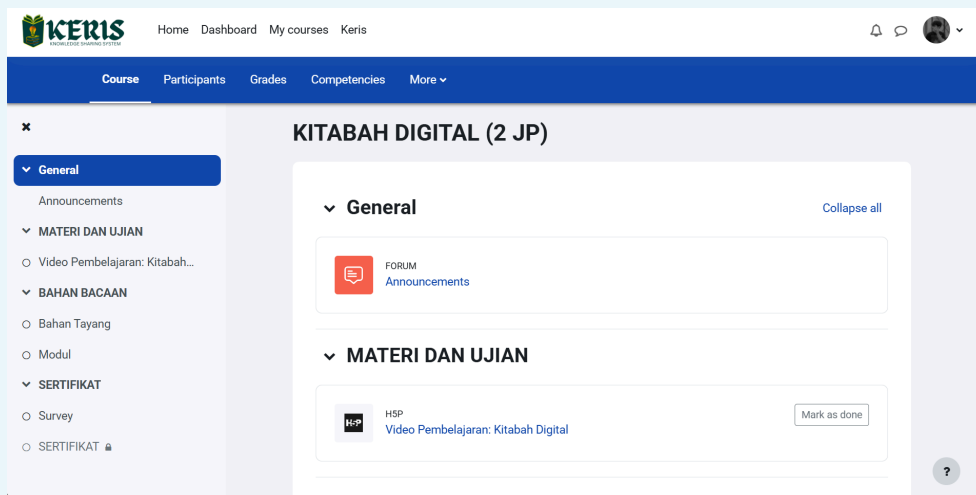 KERIS
KNOWLEDGE SHARING SYSTEM
Home Dashboard My courses Keris
Course Participants Grades Competencies More
KITABAH DIGITAL (2 JP)
General
Announcements
MATERI DAN UJIAN
Video Pembelajaran: Kitabah...
BAHAN BACAAN
Bahan Tayang
Modul
SERTIFIKAT
Survey
SERTIFIKAT
General
Collapse all
FORUM
Announcements
MATERI DAN UJIAN
H5P
H5P
Video Pembelajaran: Kitabah Digital
Mark as done
?